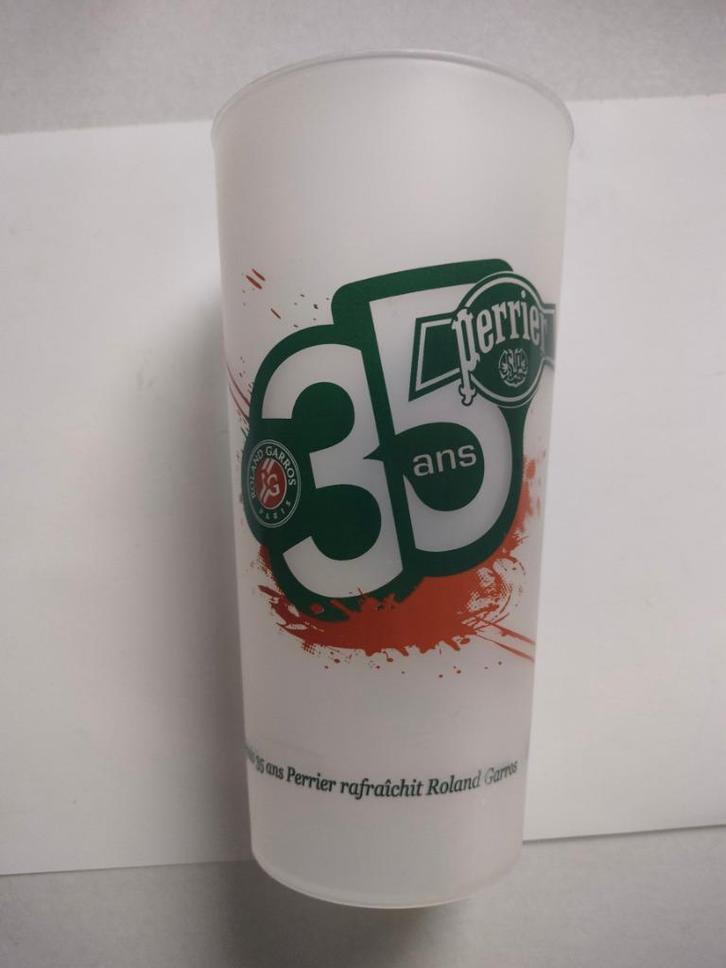 35
perrier
ans
ROLAND GARROS
PARIS
35 ans Perrier rafraîchit Roland Garros